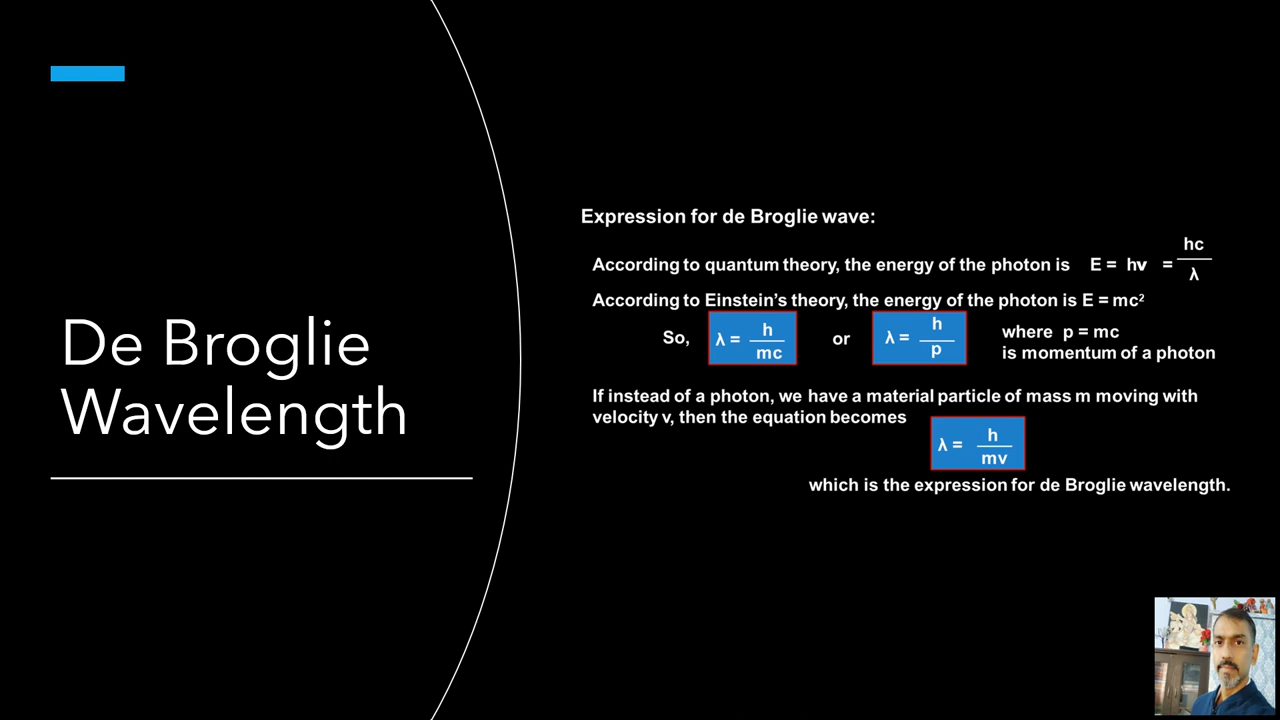 De Broglie
Wavelength
Expression for de Broglie wave:
According to quantum theory, the energy of the photon is E = hν = hc/λ
According to Einstein's theory, the energy of the photon is E = mc²
So, λ = h/mc or λ = h/p where p = mc
is momentum of a photon
If instead of a photon, we have a material particle of mass m moving with
velocity v, then the equation becomes
λ = h/mv
which is the expression for de Broglie wavelength.